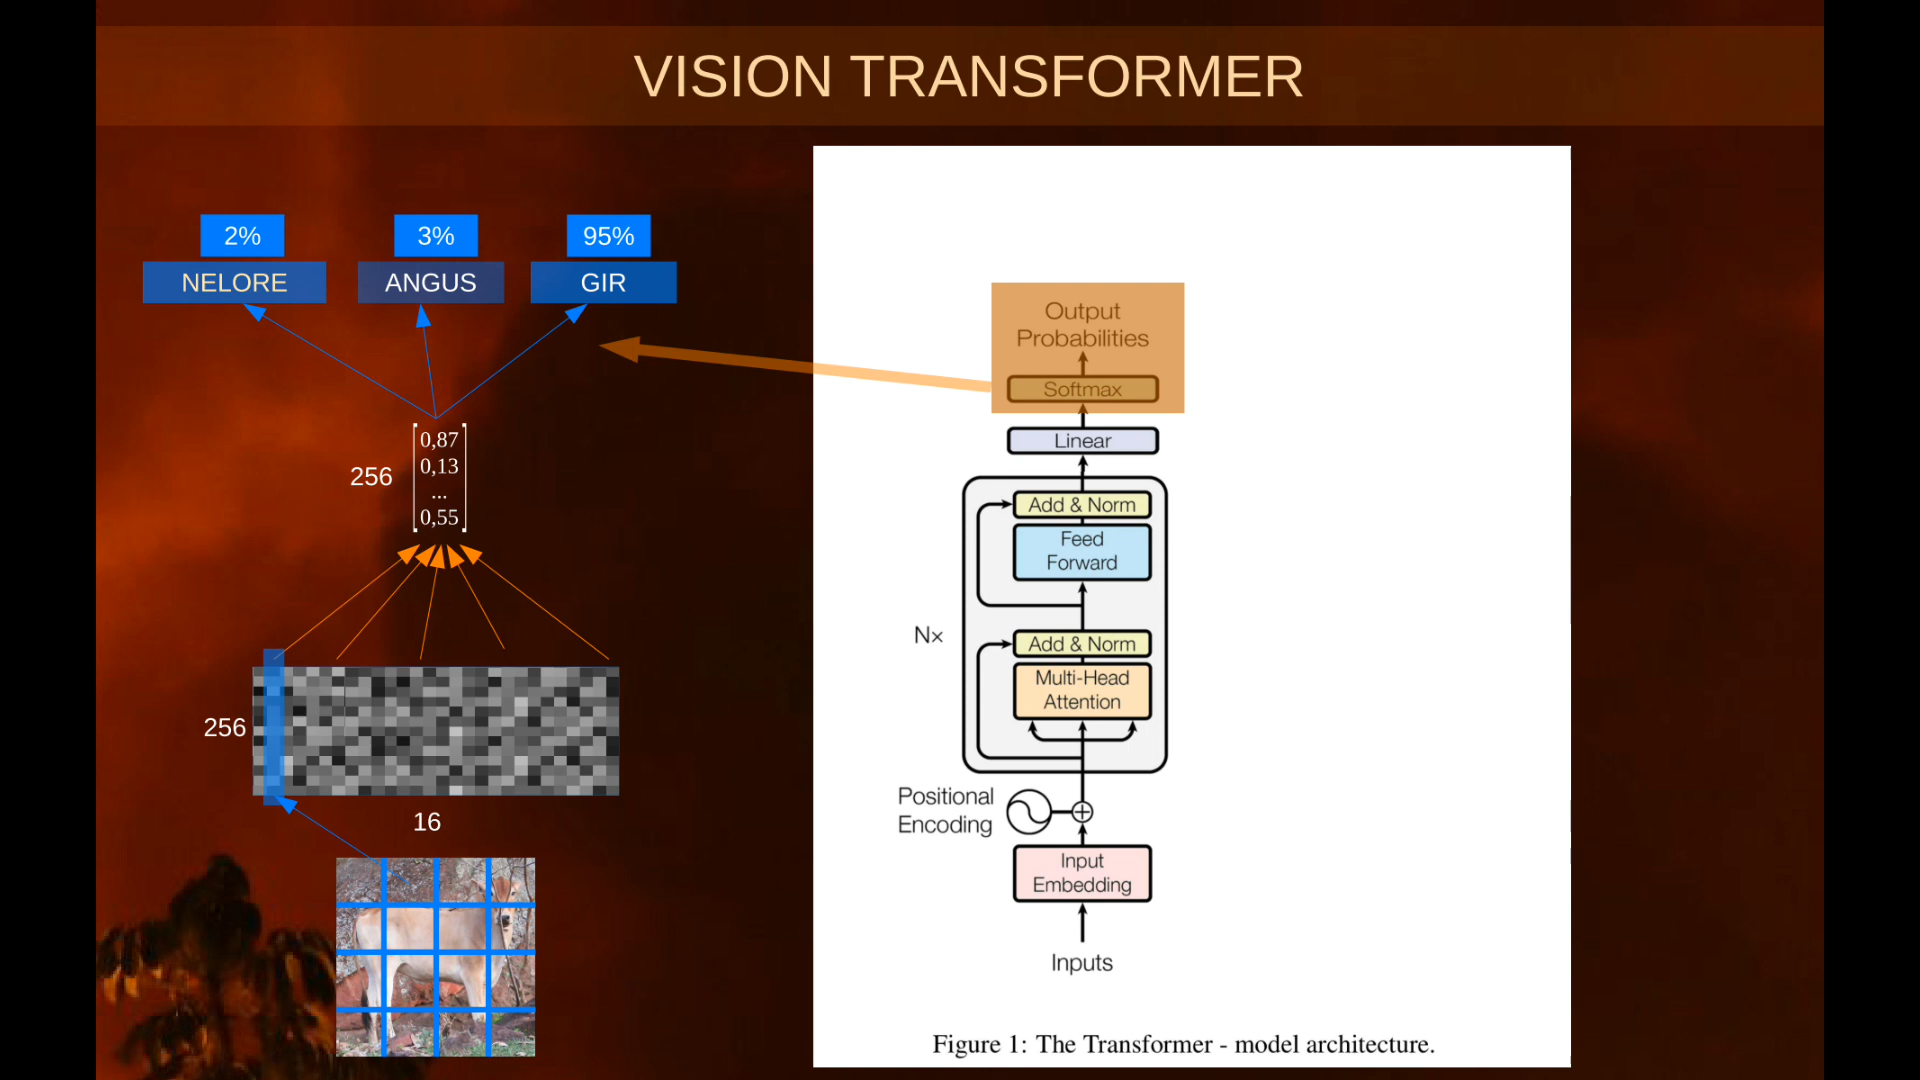 VISION TRANSFORMER
2%
3%
95%
NELORE
ANGUS
GIR
256
0,87
0,13
...
0,55
256
16
Output
Probabilities
Softmax
Linear
Add & Norm
Feed
Forward
Add & Norm
Multi-Head
Attention
N×
Positional
Encoding
Input
Embedding
Inputs
Figure 1: The Transformer - model architecture.